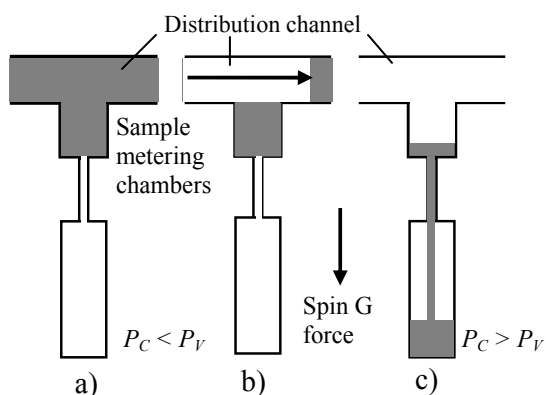 Distribution channel
Sample
metering
chambers
Spin G
force
P_C < P_V
P_C > P_V
a)
b)
c)